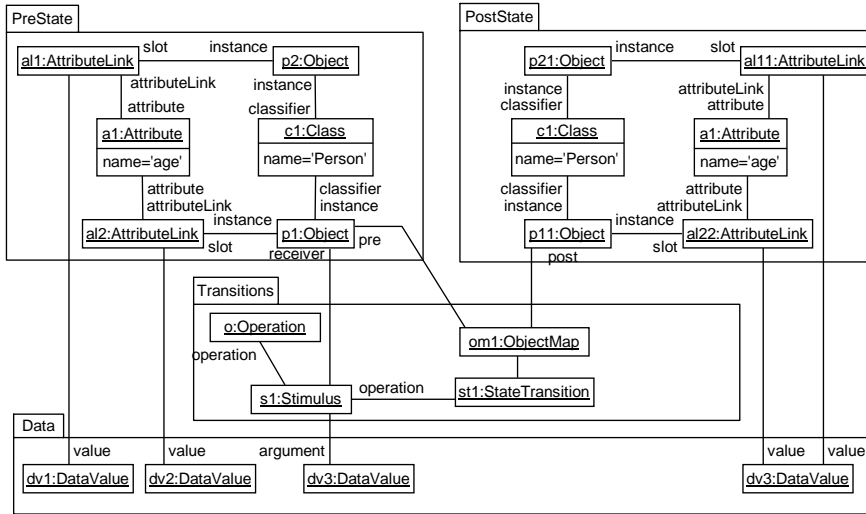 PreState
PostState
slot
instance
instance
slot
al1:AttributeLink
p2:Object
p21:Object
al11:AttributeLink
attributeLink
instance
instance
attributeLink
attribute
classifier
classifier
attribute
a1:Attribute
c1:Class
c1:Class
a1:Attribute
name='age'
name='Person'
name='Person'
name='age'
attribute
classifier
classifier
attribute
attributeLink
instance
instance
attributeLink
instance
instance
al2:AttributeLink
p1:Object
p11:Object
al22:AttributeLink
slot
receiver
pre
post
slot
Transitions
o:Operation
om1:ObjectMap
operation
operation
s1:Stimulus
st1:StateTransition
Data
value
value
argument
value
value
dv1:DataValue
dv2:DataValue
dv3:DataValue
dv3:DataValue